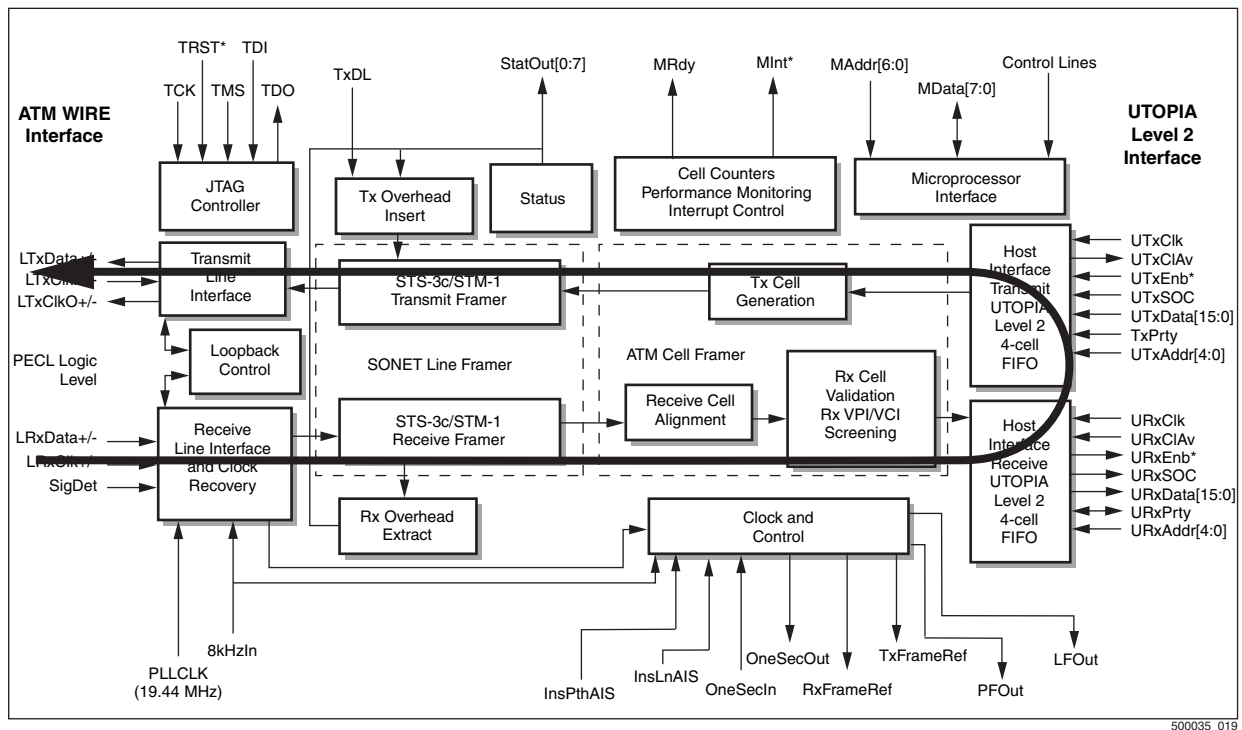 TRST* TDI
TCK TMS TDO
TxDL
StatOut[0:7]
MRdy
MInt*
MAddr[6:0]
MData[7:0]
Control Lines
ATM WIRE
Interface
UTOPIA
Level 2
Interface
JTAG
Controller
Tx Overhead
Insert
Status
Cell Counters
Performance Monitoring
Interrupt Control
Microprocessor
Interface
LTxData+/-
LTxClkO+/-
Transmit
Line
Interface
STS-3c/STM-1
Transmit Framer
Tx Cell
Generation
Host
Interface
Transmit
UTOPIA
Level 2
4-cell
FIFO
UTxClk
UTxClAv
UTxEnb*
UTxSOC
UTxData[15:0]
TxPrty
UTxAddr[4:0]
PECL Logic
Level
Loopback
Control
SONET Line Framer
ATM Cell Framer
Receive Cell
Alignment
Rx Cell
Validation
Rx VPI/VCI
Screening
LRxData+/-
LRxClk+/-
SigDet
Receive
Line Interface
and Clock
Recovery
STS-3c/STM-1
Receive Framer
Host
Interface
Receive
UTOPIA
Level 2
4-cell
FIFO
URxClk
URxClAv
URxEnb*
URxSOC
URxData[15:0]
URxPrty
URxAddr[4:0]
Rx Overhead
Extract
Clock and
Control
8kHzIn
PLLCLK
(19.44 MHz)
InsPthAIS
InsLnAIS
OneSecIn
OneSecOut
RxFrameRef
TxFrameRef
PFOut
LFOut
500035_019